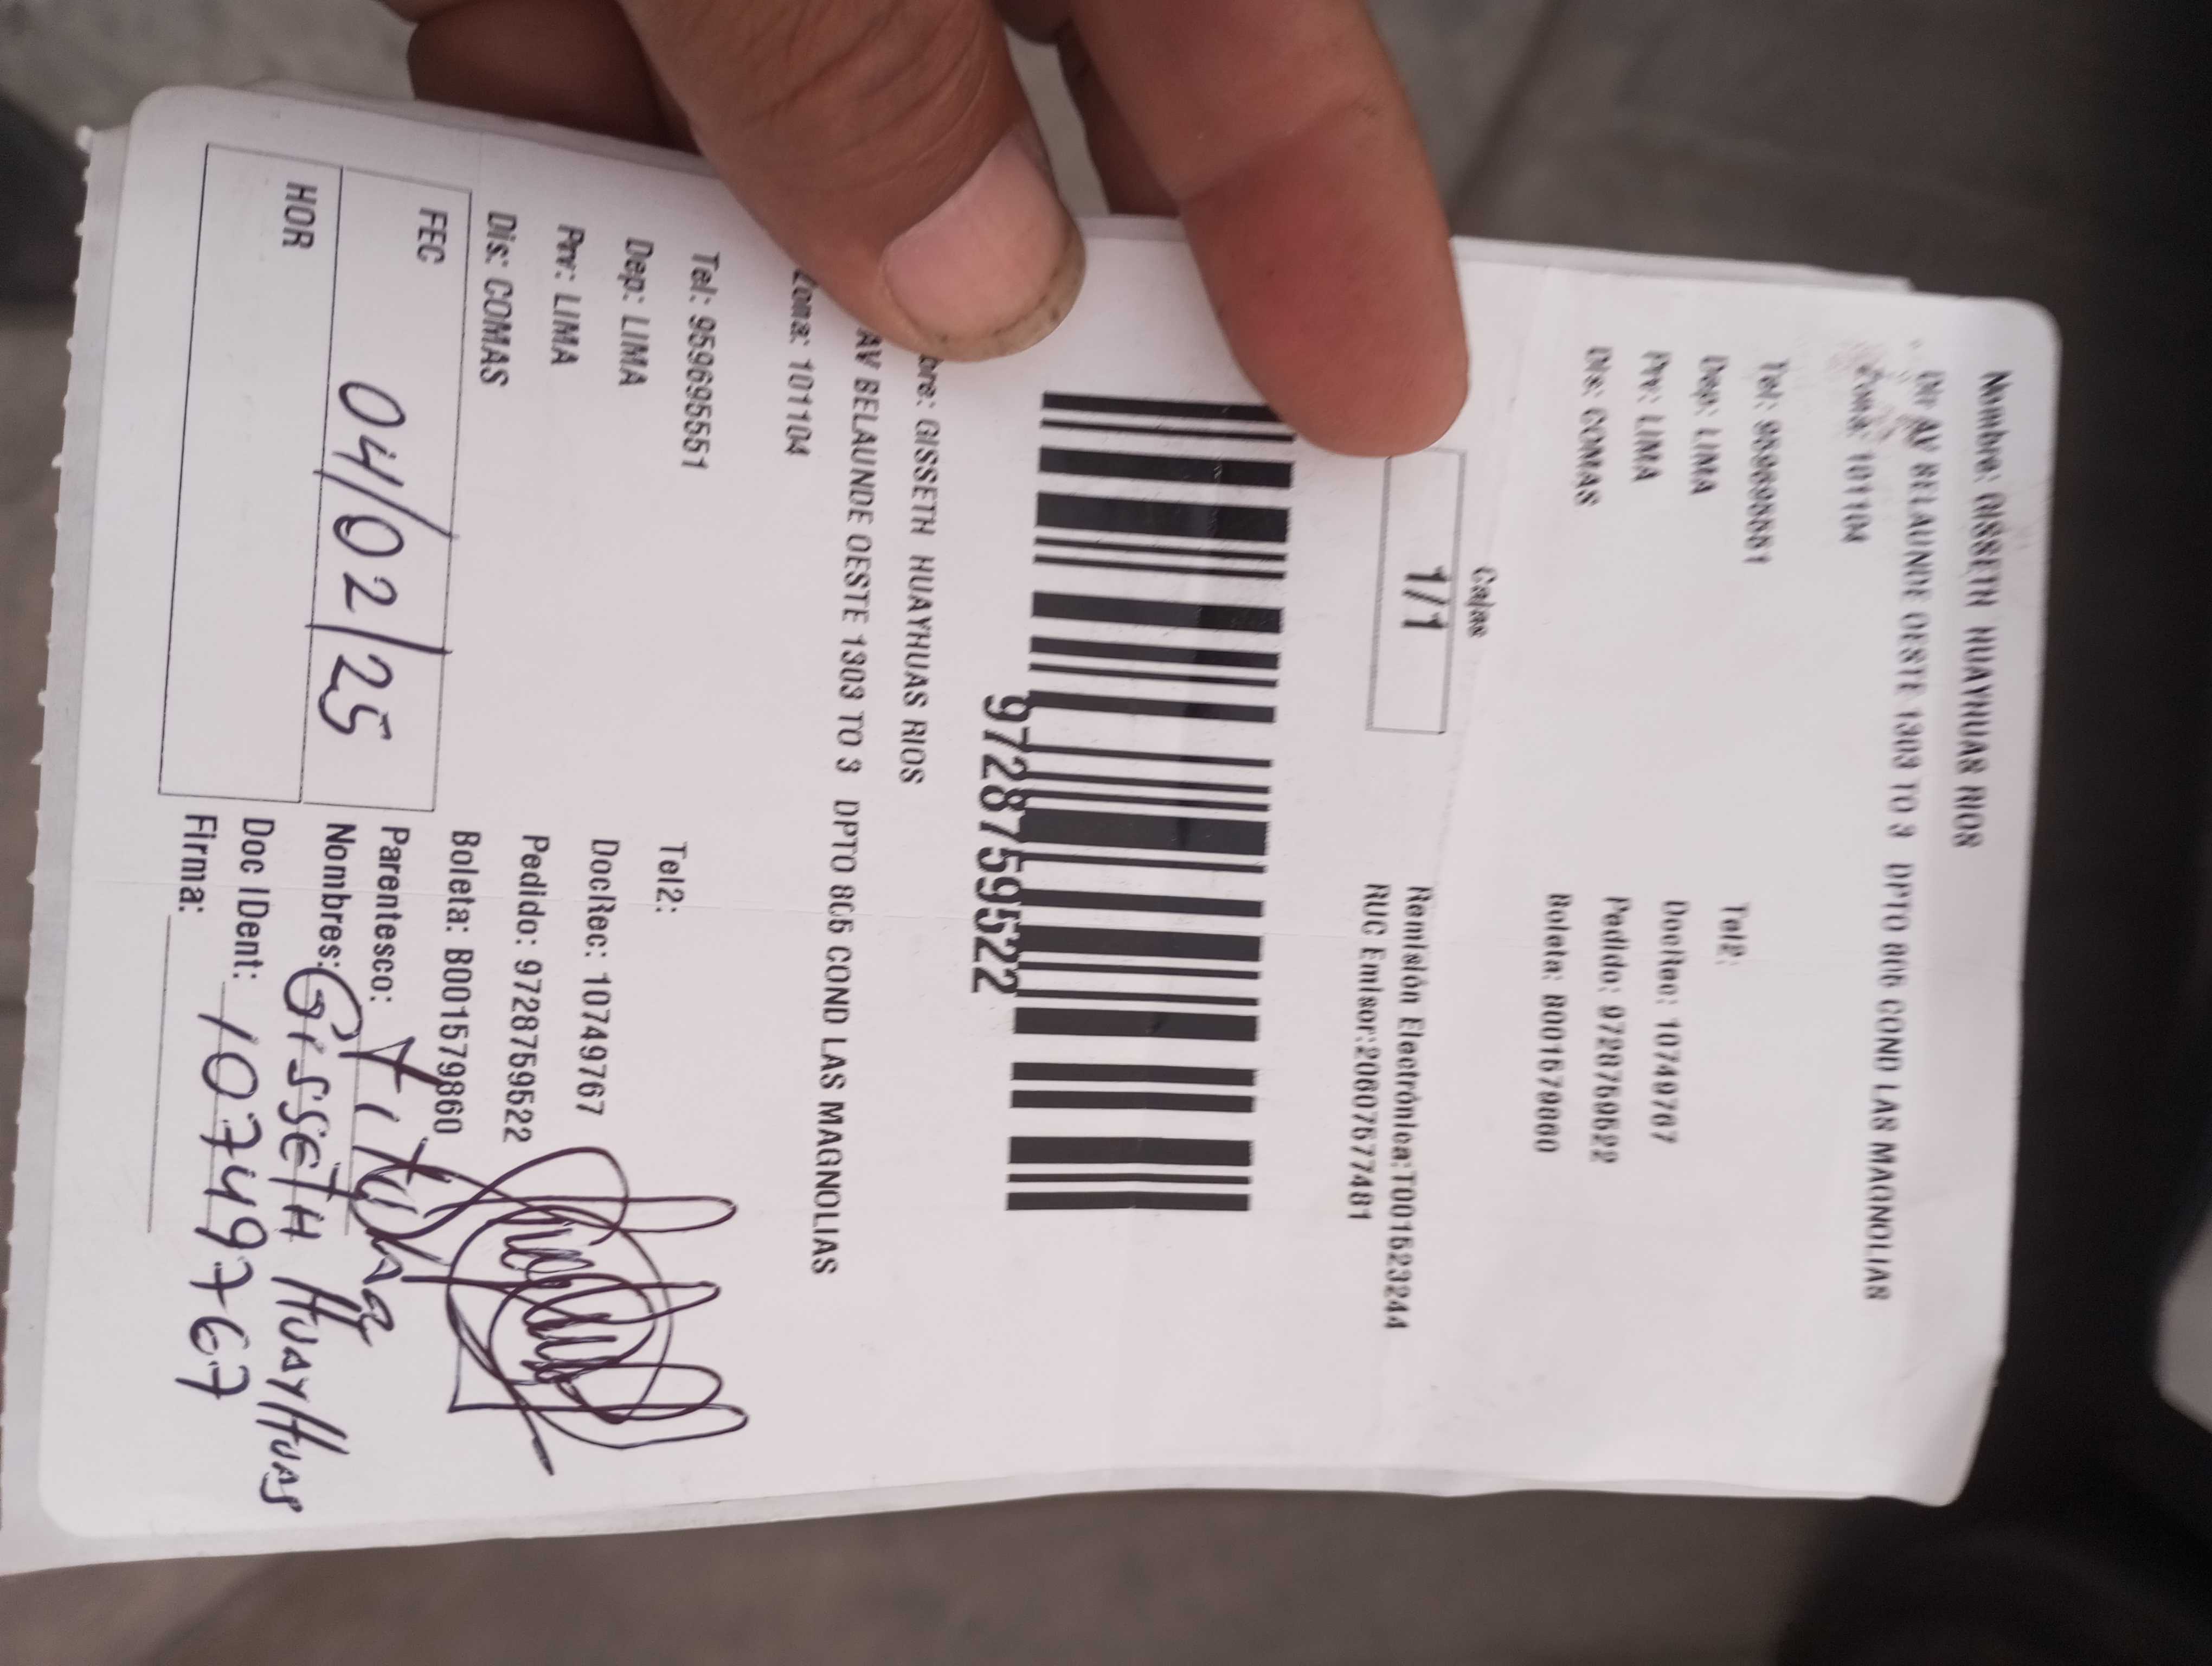 Nombre: GISSETH HUAYHUAS RIOS
Dir AV BELAUNDE OESTE 1303 TO 3 DPTO 806 COND LAS MAGNOLIAS
Zona: 101104
Tel: 959695551 Tel2:
Dep: LIMA DocRec: 10749767
Prv: LIMA Pedido: 9728759522
Dis: COMAS Boleta: B001579860
Cajas
1/1
Remisión Electrónica:T001523244
RUC Emisor:20607577481
9728759522
bre: GISSETH HUAYHUAS RIOS
AV BELAUNDE OESTE 1303 TO 3 DPTO 806 COND LAS MAGNOLIAS
Zona: 101104
Tel: 959695551 Tel2:
Dep: LIMA DocRec: 10749767
Prv: LIMA Pedido: 9728759522
Dis: COMAS Boleta: B001579860
FEC 04/02/25
HOR
Parentesco: Titular
Nombres: GISSETH HUAYHUAS
Doc IDent: 10749767
Firma: